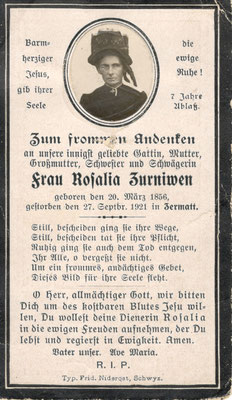 Barm-
herziger
Jesus,
gib ihrer
Seele
die
ewige
Ruhe!
7 Jahre
Ablaß.
Zum frommen Andenken
an unsere innigst geliebte Gattin, Mutter,
Großmutter, Schwester und Schwägerin
Frau Rosalia Zurniwen
geboren den 20. März 1856,
gestorben den 27. Septbr. 1921 in Zermatt.
Still, bescheiden ging sie ihre Wege,
Still, bescheiden tat sie ihre Pflicht,
Ruhig ging sie auch dem Tod entgegen,
Ihr Alle, o vergeßt sie nicht.
Um ein frommes, andächtiges Gebet,
Dieses Bild für ihre Seele fleht.
O Herr, allmächtiger Gott, wir bitten
Dich um des kostbaren Blutes Jesu wil-
len, Du wollest deine Dienerin Rosalia
in die ewigen Freuden aufnehmen, der Du
lebst und regierst in Ewigkeit. Amen.
Vater unser. Ave Maria.
R. I. P.
Typ. Frid. Nideröst, Schwyz.